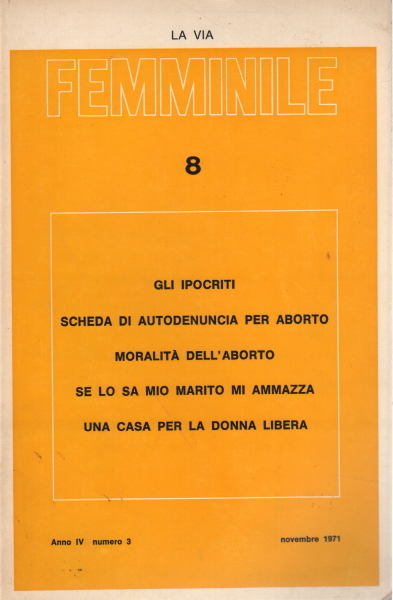 LA VIA
FEMMINILE
8
GLI IPOCRITI
SCHEDA DI AUTODENUNCIA PER ABORTO
MORALITÀ DELL'ABORTO
SE LO SA MIO MARITO MI AMMAZZA
UNA CASA PER LA DONNA LIBERA
Anno IV numero 3 novembre 1971